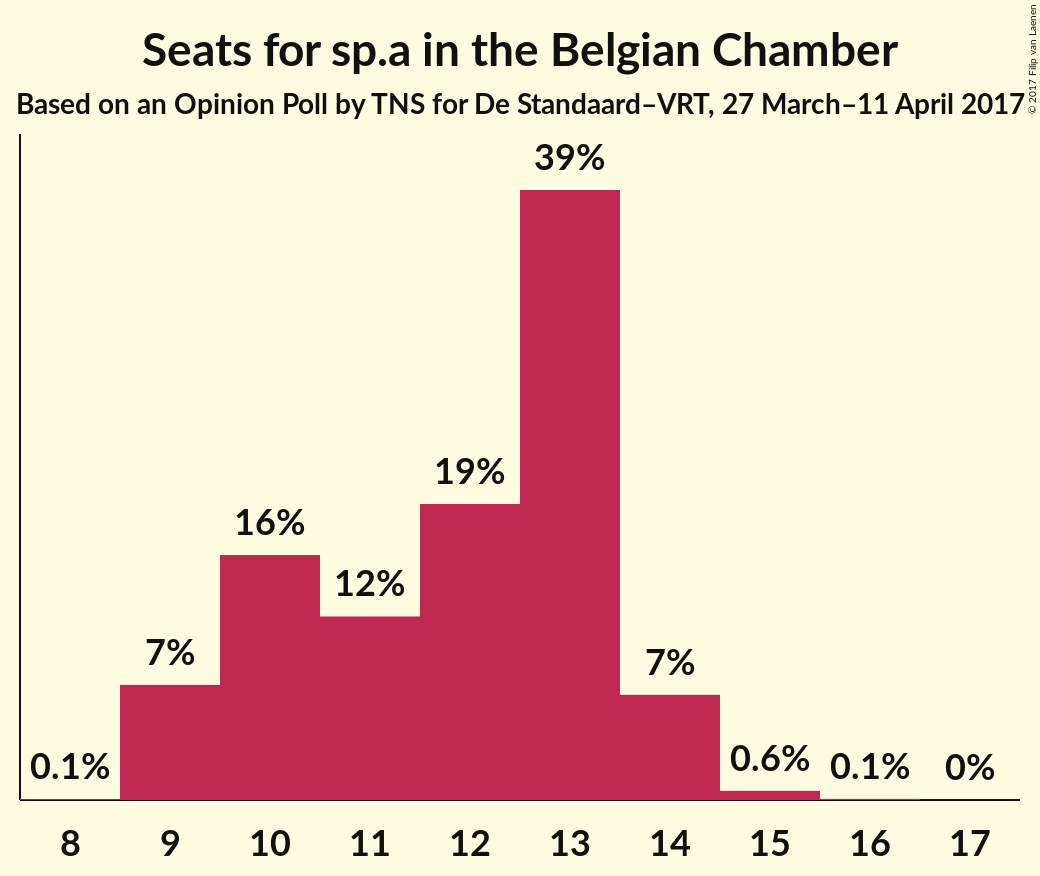 Seats for sp.a in the Belgian Chamber
Based on an Opinion Poll by TNS for De Standaard–VRT, 27 March–11 April 2017
© 2017 Filip van Laenen
39%
19%
16%
12%
7%
7%
0.1%
0.6%
0.1%
0%
8 9 10 11 12 13 14 15 16 17